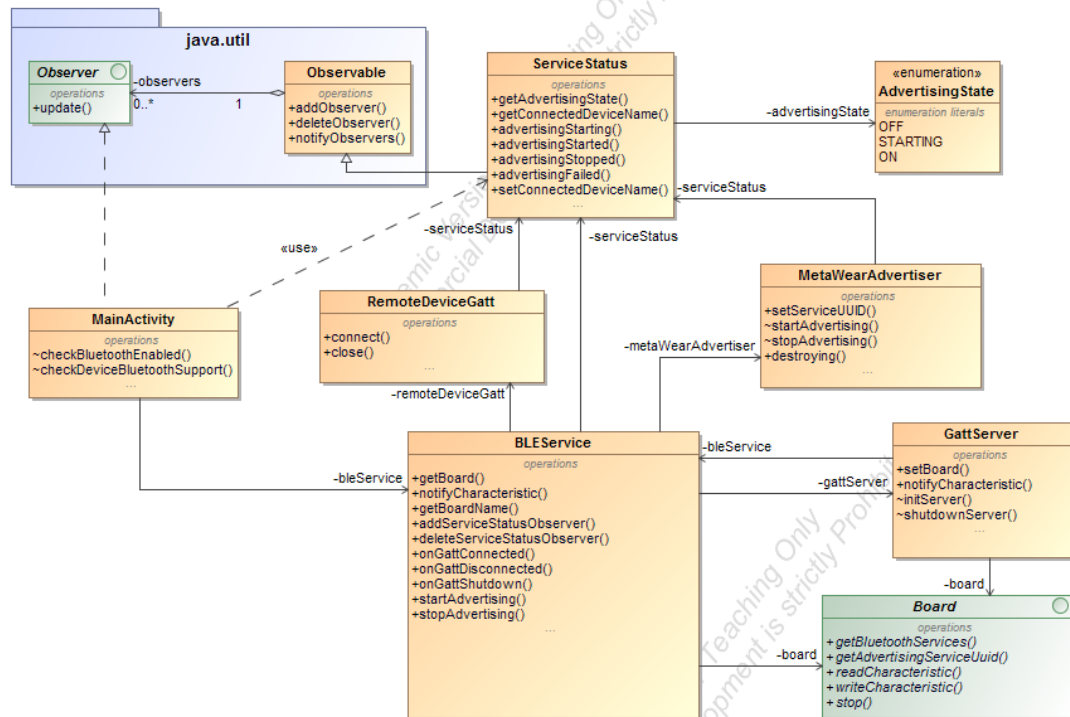 java.util
Observer
operations
+update()
-observers
0..*
1
Observable
operations
+addObserver()
+deleteObserver()
+notifyObservers()
ServiceStatus
operations
+getAdvertisingState()
+getConnectedDeviceName()
+advertisingStarting()
+advertisingStarted()
+advertisingStopped()
+advertisingFailed()
+setConnectedDeviceName()
...
-advertisingState
«enumeration»
AdvertisingState
enumeration literals
OFF
STARTING
ON
«use»
-serviceStatus
-serviceStatus
-serviceStatus
MainActivity
operations
~checkBluetoothEnabled()
~checkDeviceBluetoothSupport()
...
RemoteDeviceGatt
operations
+connect()
+close()
...
-remoteDeviceGatt
MetaWearAdvertiser
operations
+setServiceUUID()
~startAdvertising()
~stopAdvertising()
+destroying()
...
-metaWearAdvertiser
-bleService
BLEService
operations
+getBoard()
+notifyCharacteristic()
+getBoardName()
+addServiceStatusObserver()
+deleteServiceStatusObserver()
+onGattConnected()
+onGattDisconnected()
+onGattShutdown()
+startAdvertising()
+stopAdvertising()
...
-bleService
-gattServer
GattServer
operations
+setBoard()
+notifyCharacteristic()
~initServer()
~shutdownServer()
...
-board
-board
Board
operations
+getBluetoothServices()
+getAdvertisingServiceUuid()
+readCharacteristic()
+writeCharacteristic()
+stop()
Teaching Only
is strictly